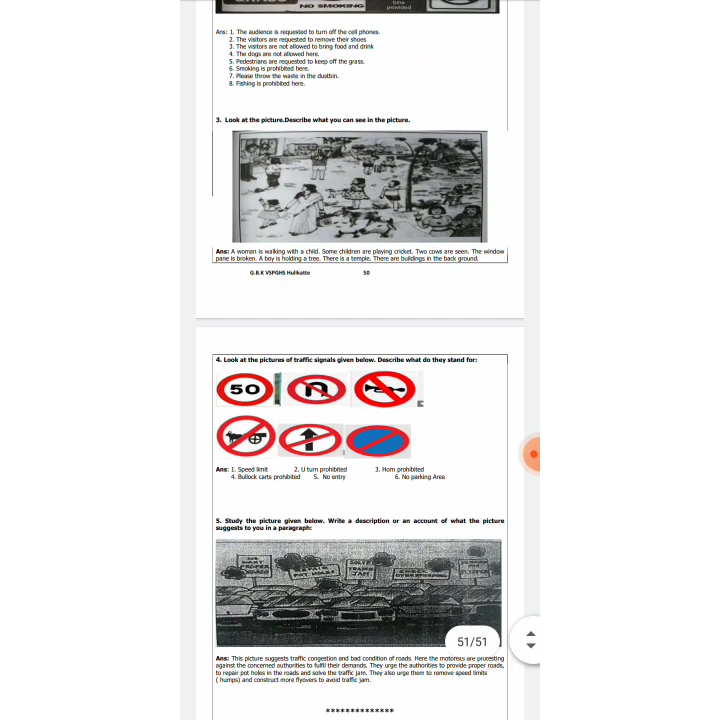 NO SMOKING
bins
provided
Ans: 1. The audience is requested to turn off the cell phones.
2. The visitors are requested to remove their shoes
3. The visitors are not allowed to bring food and drink
4. The dogs are not allowed here.
5. Pedestrians are requested to keep off the grass.
6. Smoking is prohibited here.
7. Please throw the waste in the dustbin.
8. Fishing is prohibited here.
3. Look at the picture.Describe what you can see in the picture.
Ans: A woman is walking with a child. Some children are playing cricket. Two cows are seen. The window
pane is broken. A boy is holding a tree. There is a temple. There are buildings in the back ground.
G.B.K VSPGHS Hulikatte 50
4. Look at the pictures of traffic signals given below. Describe what do they stand for:
50
Ans: 1. Speed limit 2. U turn prohibited 3. Horn prohibited
4. Bullock carts prohibited 5. No entry 6. No parking Area
5. Study the picture given below. Write a description or an account of what the picture
suggests to you in a paragraph:
WE
WANT
PROPER
ROADS
REPAIR
POT HOLES
SOLVE
TRAFFIC
JAM
51/51
Ans: This picture suggests traffic congestion and bad condition of roads. Here the motorists are protesting
against the concerned authorities to fulfil their demands. They urge the authorities to provide proper roads,
to repair pot holes in the roads and solve the traffic jam. They also urge them to remove speed limits
( humps) and construct more flyovers to avoid traffic jam.
**************